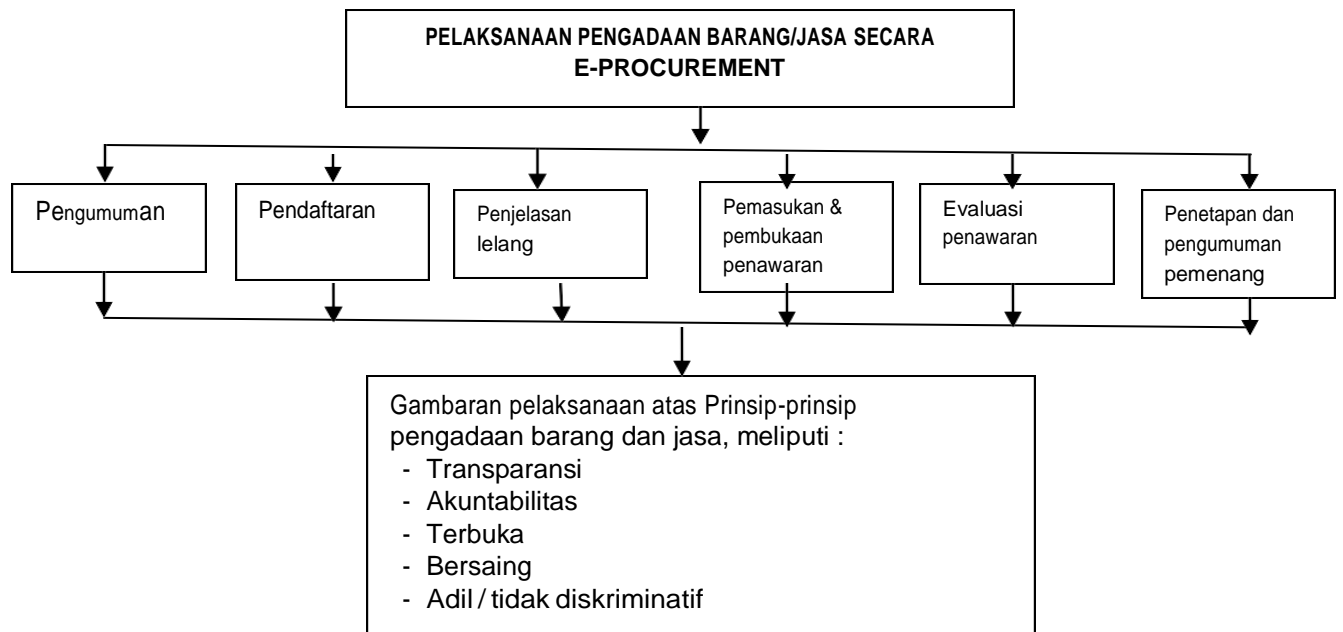 PELAKSANAAN PENGADAAN BARANG/JASA SECARA
E-PROCUREMENT
Pengumuman
Pendaftaran
Penjelasan
lelang
Pemasukan &
pembukaan
penawaran
Evaluasi
penawaran
Penetapan dan
pengumuman
pemenang
Gambaran pelaksanaan atas Prinsip-prinsip
pengadaan barang dan jasa, meliputi :
- Transparansi
- Akuntabilitas
- Terbuka
- Bersaing
- Adil / tidak diskriminatif